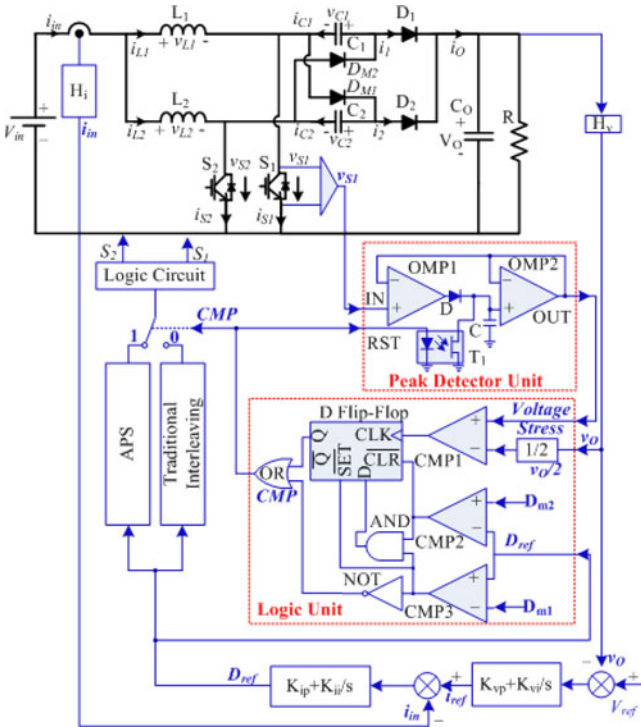 i_in L1 i_C1 v_C1 D1
i_L1 + v_L1 - C1 i_1 i_O
D_M2
H_i D_M1
L2 C2 D2 C_O R H_v
V_in + - i_in i_L2 + v_L2 - i_C2 v_C2 i_2 V_O
S2 v_S2 S1 v_S1
i_S2 i_S1 v_S1
S2 S1
Logic Circuit
OMP1 OMP2
IN D
CMP C OUT
1 0 RST T1
Peak Detector Unit
APS
Traditional Interleaving
D Flip-Flop
Voltage Stress
Q CLK
Q SET D CLR CMP1 1/2 v_O
v_O/2
OR
CMP
AND D_m2
CMP2 D_ref
NOT
CMP3 D_m1
Logic Unit
D_ref K_ip+K_ii/s i_ref K_vp+K_vi/s v_O
i_in V_ref